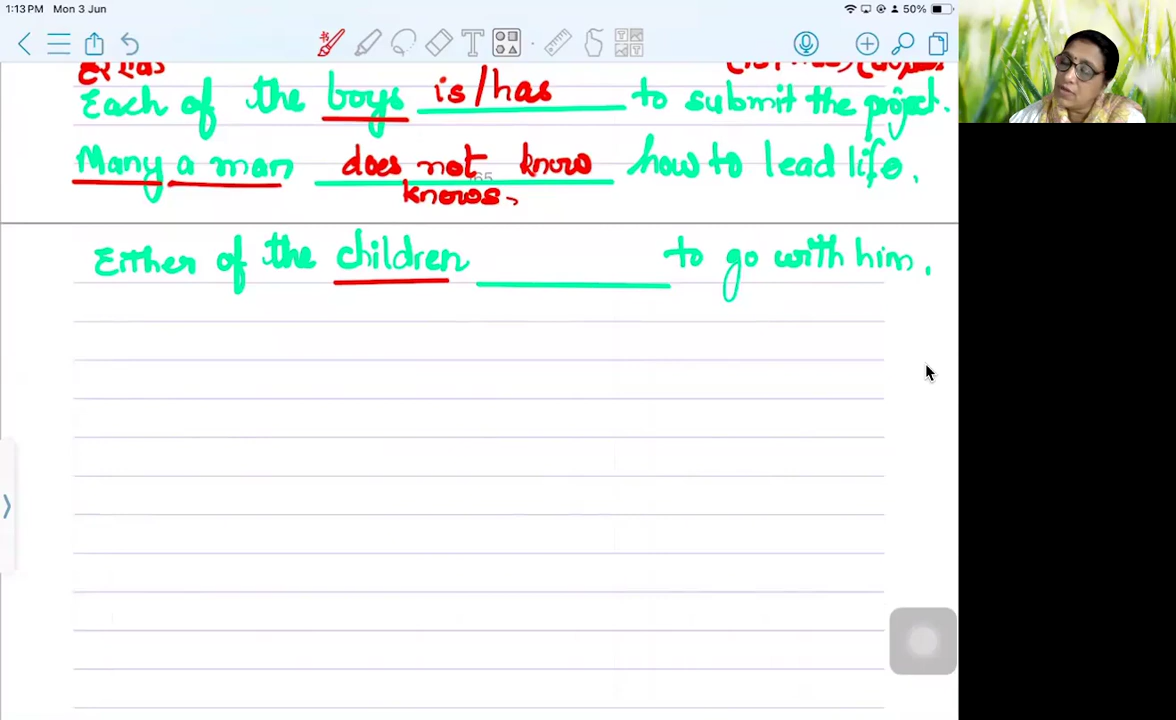 1:13 PM Mon 3 Jun
50%
Each of the boys is/has to submit the project.
Many a man does not know how to lead life.
65
knows.
Either of the children to go with him.